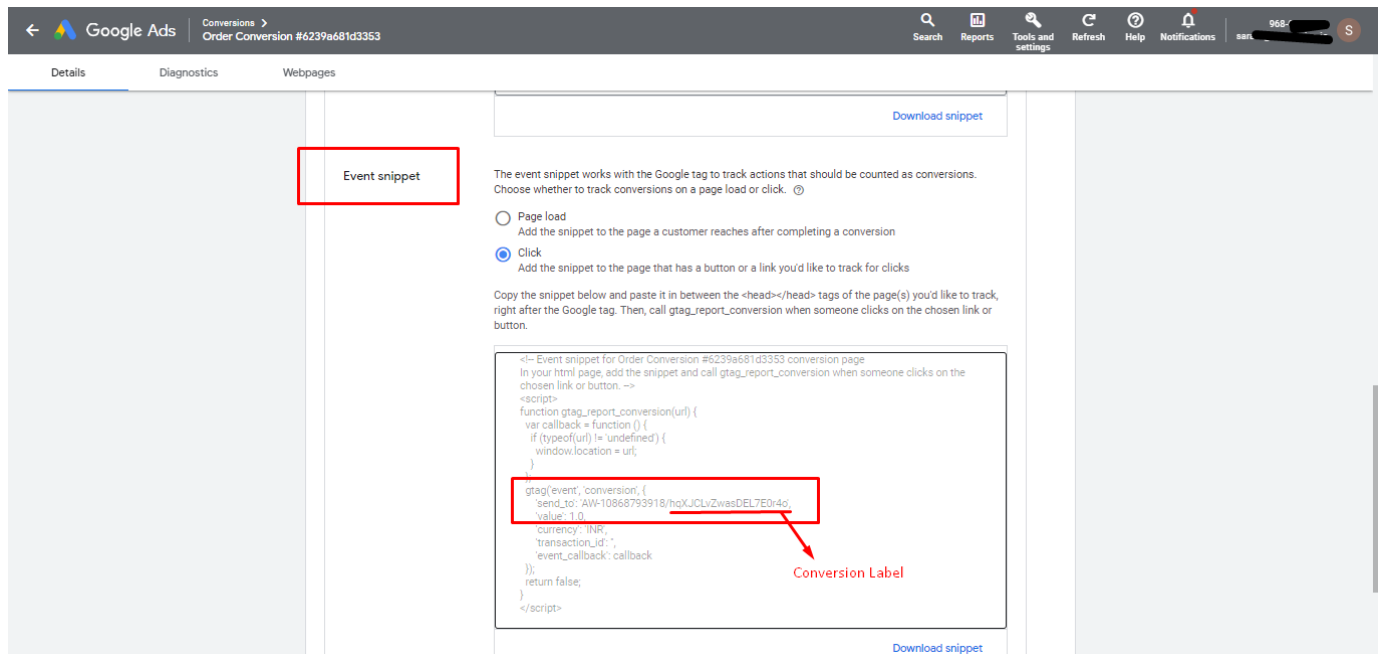 Google Ads
Conversions >
Order Conversion #6239a681d3353
Search
Reports
Tools and
settings
Refresh
Help
Notifications
968-
S
Details
Diagnostics
Webpages
Download snippet
Event snippet
The event snippet works with the Google tag to track actions that should be counted as conversions.
Choose whether to track conversions on a page load or click.
Page load
Add the snippet to the page a customer reaches after completing a conversion
Click
Add the snippet to the page that has a button or a link you'd like to track for clicks
Copy the snippet below and paste it in between the <head></head> tags of the page(s) you'd like to track,
right after the Google tag. Then, call gtag_report_conversion when someone clicks on the chosen link or
button.
<!-- Event snippet for Order Conversion #6239a681d3353 conversion page
In your html page, add the snippet and call gtag_report_conversion when someone clicks on the
chosen link or button. -->
<script>
function gtag_report_conversion(url) {
var callback = function () {
if (typeof(url) != 'undefined') {
window.location = url;
}
};
gtag('event', 'conversion', {
'send_to': 'AW-10868793918/hqXJCLvZwasDEL7E0r4o',
'value': 1.0,
'currency': 'INR',
'transaction_id': '',
'event_callback': callback
});
return false;
}
</script>
Conversion Label
Download snippet